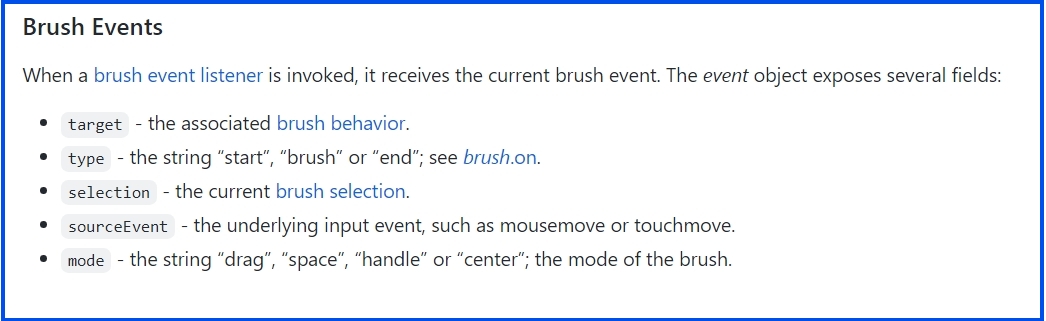 Brush Events
When a brush event listener is invoked, it receives the current brush event. The event object exposes several fields:
• target - the associated brush behavior.
• type - the string “start”, “brush” or “end”; see brush.on.
• selection - the current brush selection.
• sourceEvent - the underlying input event, such as mousemove or touchmove.
• mode - the string “drag”, “space”, “handle” or “center”; the mode of the brush.